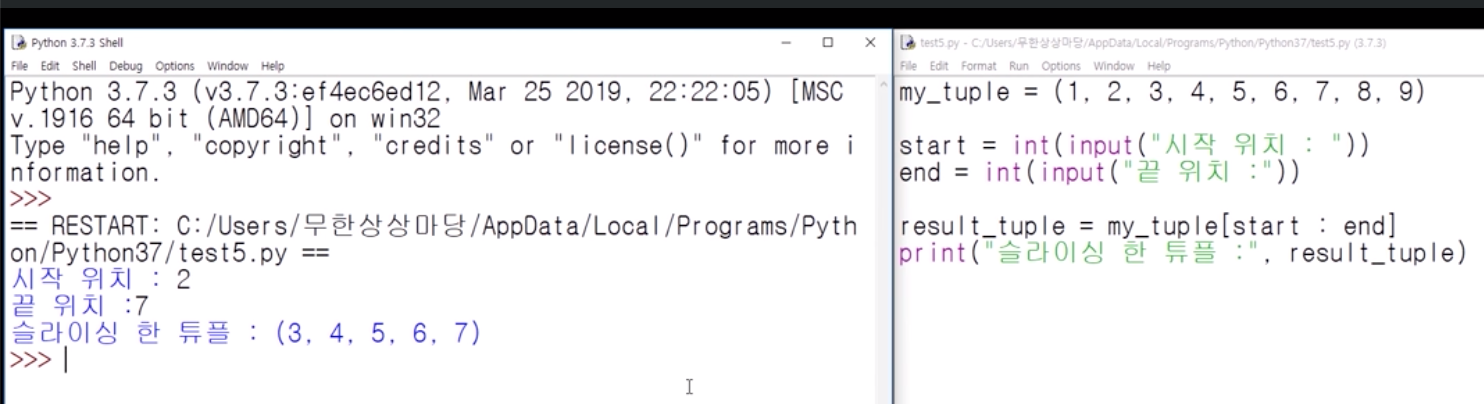 Python 3.7.3 Shell
File Edit Shell Debug Options Window Help
Python 3.7.3 (v3.7.3:ef4ec6ed12, Mar 25 2019, 22:22:05) [MSC
v.1916 64 bit (AMD64)] on win32
Type "help", "copyright", "credits" or "license()" for more i
nformation.
>>>
== RESTART: C:/Users/무한상상마당/AppData/Local/Programs/Pyth
on/Python37/test5.py ==
시작 위치 : 2
끝 위치 :7
슬라이싱 한 튜플 : (3, 4, 5, 6, 7)
>>>
test5.py - C:/Users/무한상상마당/AppData/Local/Programs/Python/Python37/test5.py (3.7.3)
File Edit Format Run Options Window Help
my_tuple = (1, 2, 3, 4, 5, 6, 7, 8, 9)
start = int(input("시작 위치 : "))
end = int(input("끝 위치 :"))
result_tuple = my_tuple[start : end]
print("슬라이싱 한 튜플 :", result_tuple)